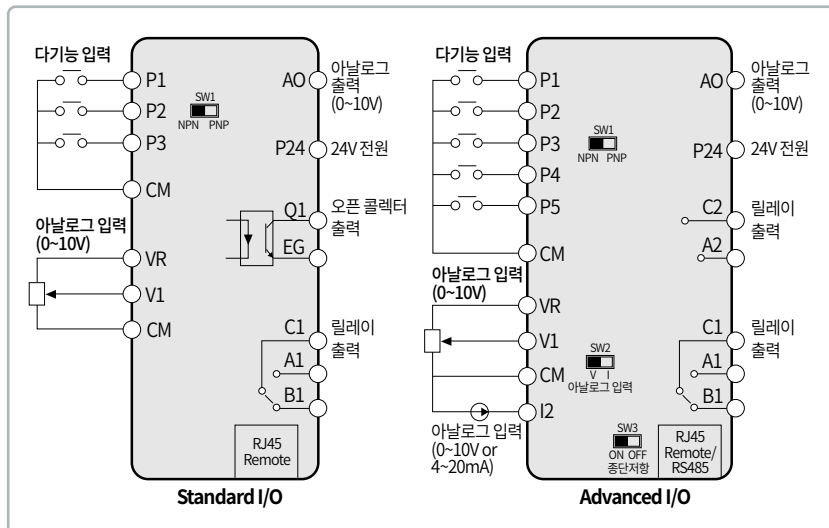 다기능 입력
P1
P2
P3
CM
SW1
NPN PNP
아날로그 입력
(0~10V)
VR
V1
CM
AO
아날로그
출력
(0~10V)
P24
24V 전원
Q1
오픈 콜렉터
출력
EG
C1
릴레이
출력
A1
B1
RJ45
Remote
Standard I/O
다기능 입력
P1
P2
P3
P4
P5
CM
SW1
NPN PNP
아날로그 입력
(0~10V)
VR
V1
CM
I2
아날로그 입력
(0~10V or
4~20mA)
SW2
V I
아날로그 입력
SW3
ON OFF
종단저항
AO
아날로그
출력
(0~10V)
P24
24V 전원
C2
릴레이
출력
A2
C1
릴레이
출력
A1
B1
RJ45
Remote/
RS485
Advanced I/O